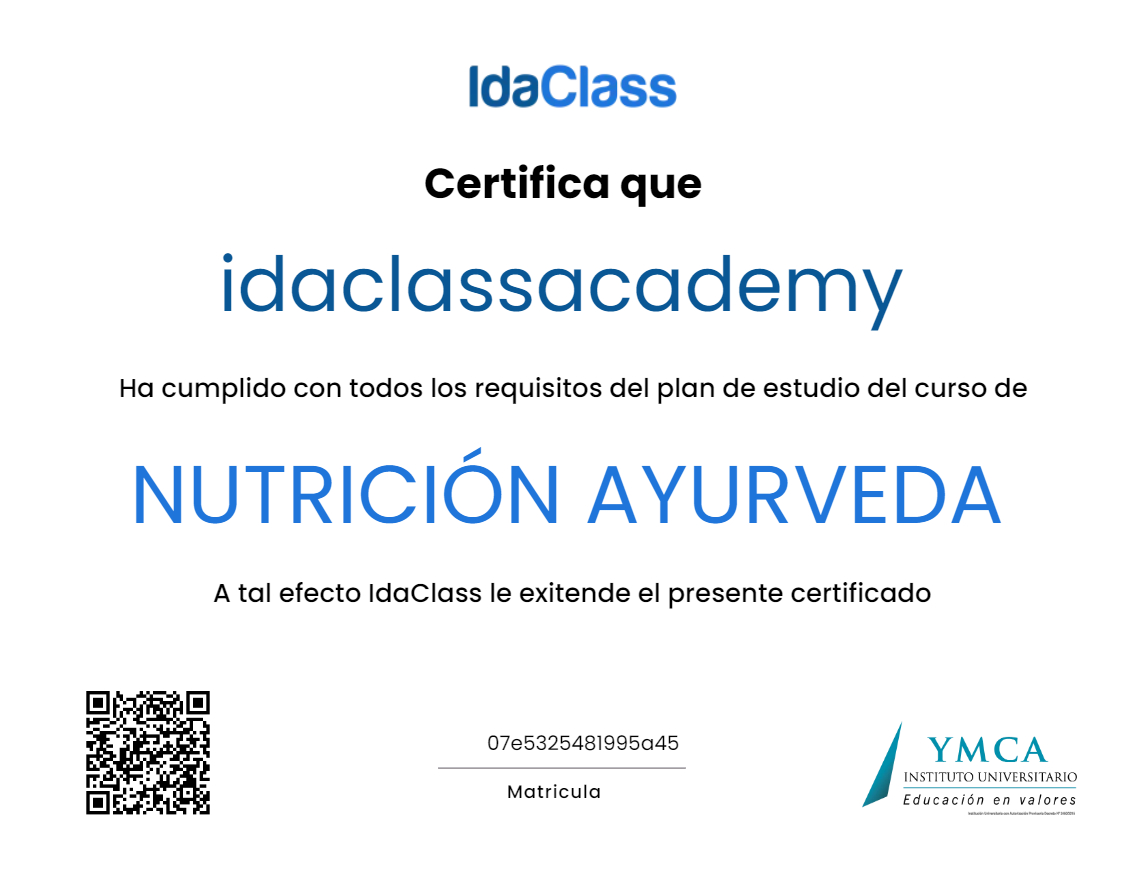 IdaClass
Certifica que
idaclassacademy
Ha cumplido con todos los requisitos del plan de estudio del curso de
NUTRICIÓN AYURVEDA
A tal efecto IdaClass le exitende el presente certificado
07e5325481995a45
Matricula
YMCA
INSTITUTO UNIVERSITARIO
Educación en valores